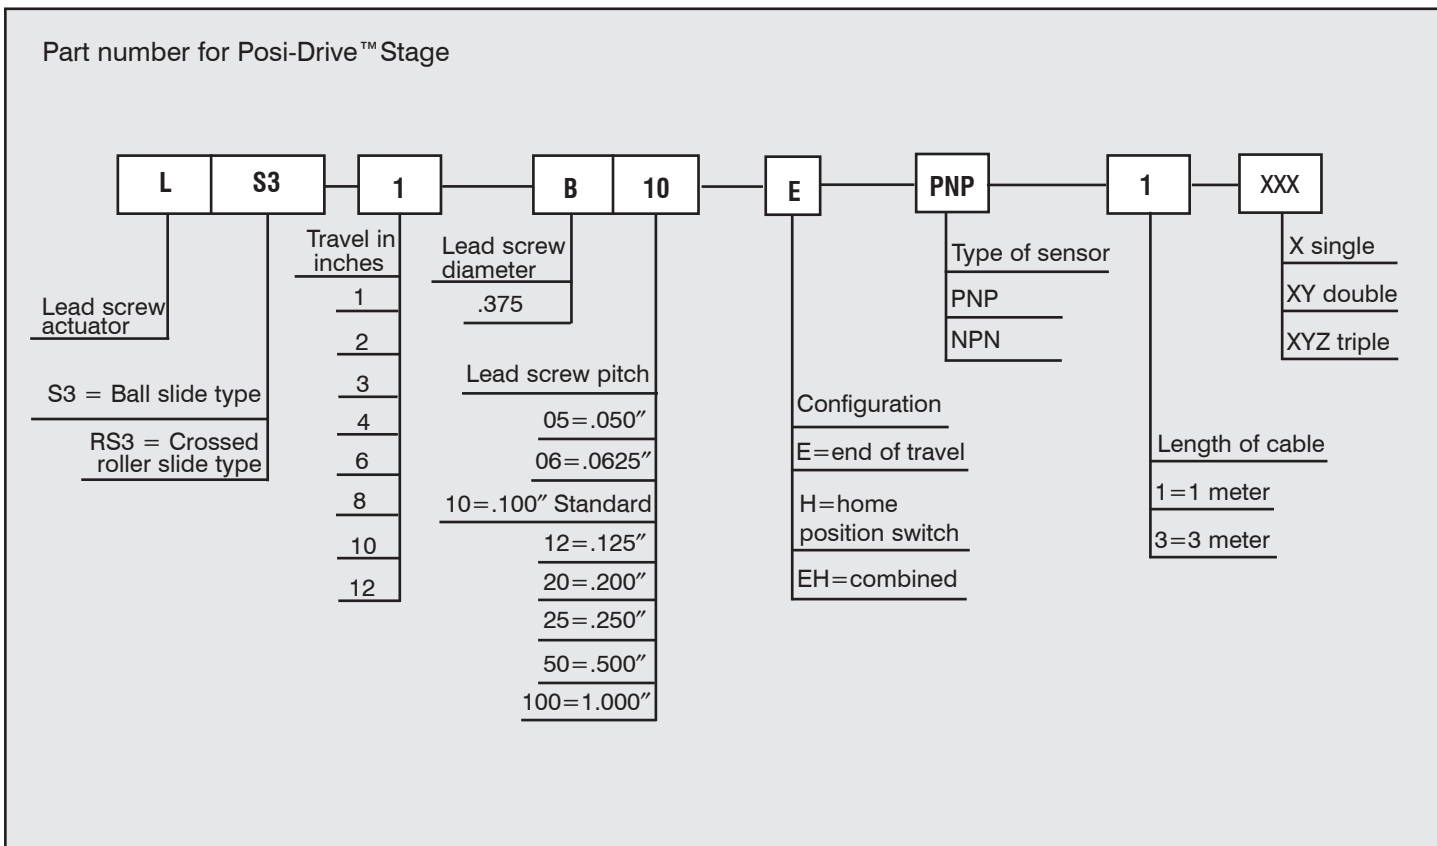 Part number for Posi-Drive™ Stage
L S3 1 B 10 E PNP 1 XXX
Lead screw
actuator
S3 = Ball slide type
RS3 = Crossed
roller slide type
Travel in
inches
1
2
3
4
6
8
10
12
Lead screw
diameter
.375
Lead screw pitch
05=.050″
06=.0625″
10=.100″ Standard
12=.125″
20=.200″
25=.250″
50=.500″
100=1.000″
Configuration
E=end of travel
H=home
position switch
EH=combined
Type of sensor
PNP
NPN
Length of cable
1=1 meter
3=3 meter
X single
XY double
XYZ triple